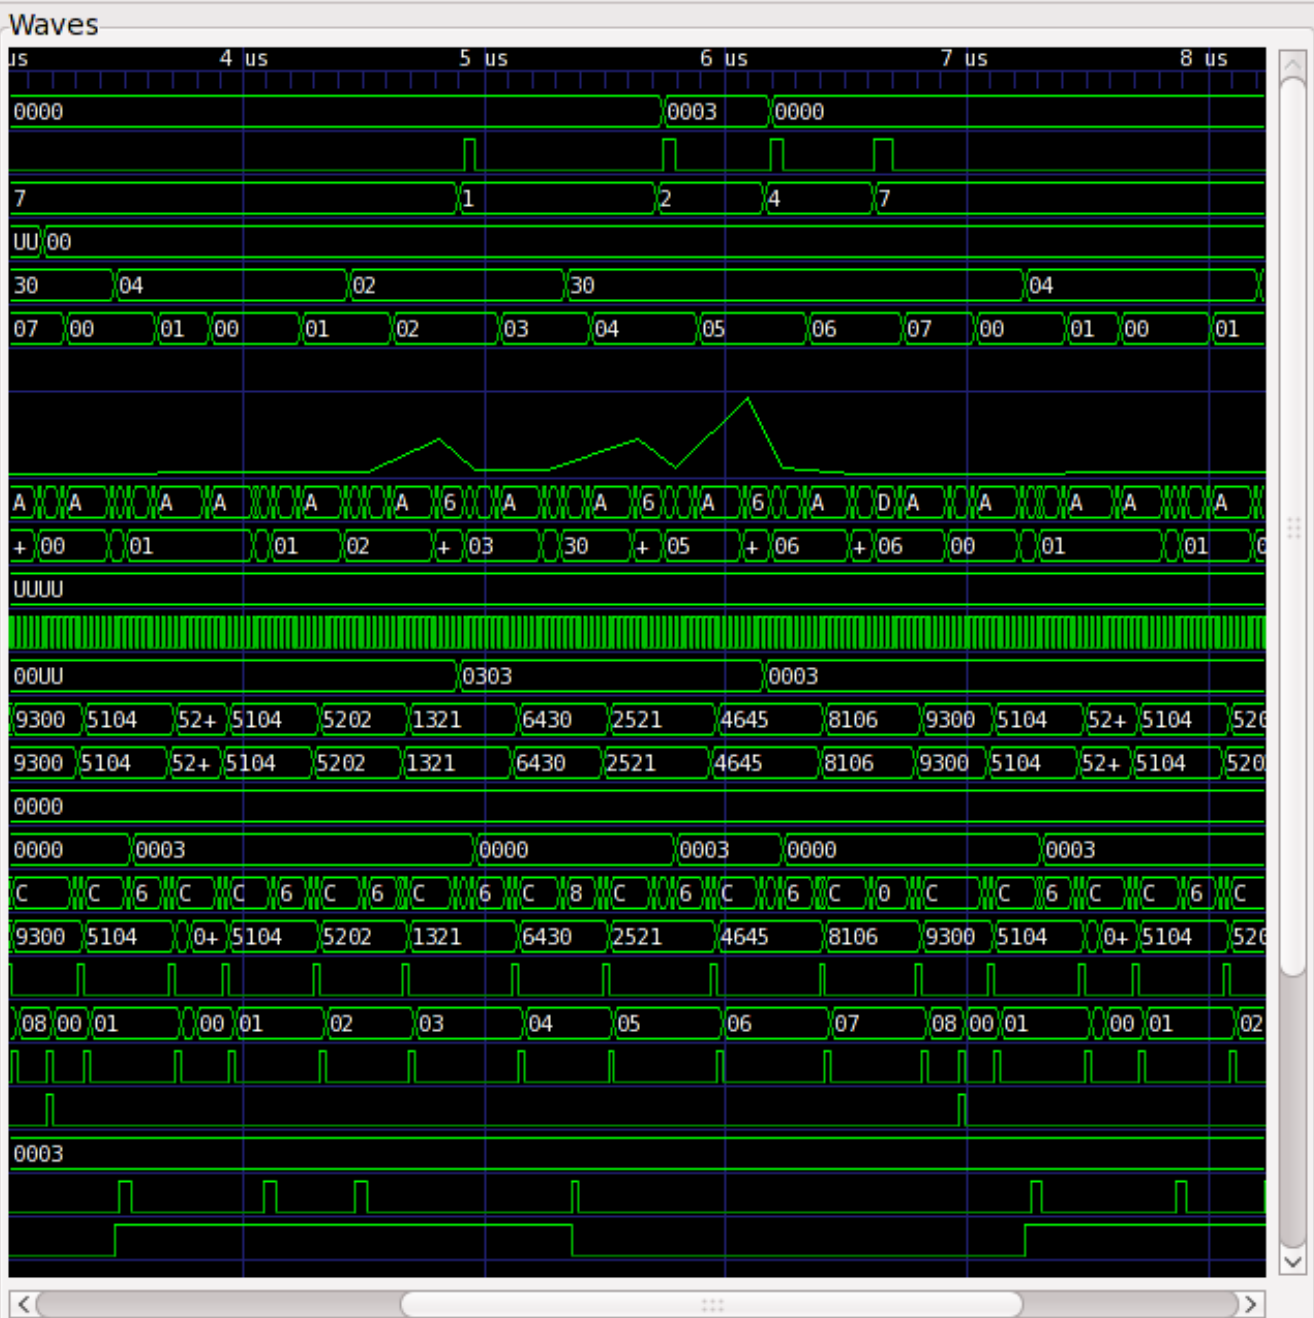 Waves
us 4 us 5 us 6 us 7 us 8 us
0000 0003 0000
7 1 2 4 7
UU 00
30 04 02 30 04
07 00 01 00 01 02 03 04 05 06 07 00 01 00 01
A A A A A A 6 A A 6 A 6 A D A A A A A
+ 00 01 01 02 + 03 30 + 05 + 06 + 06 00 01 01 0
UUUU
00UU 0303 0003
9300 5104 52+ 5104 5202 1321 6430 2521 4645 8106 9300 5104 52+ 5104 520
9300 5104 52+ 5104 5202 1321 6430 2521 4645 8106 9300 5104 52+ 5104 520
0000
0000 0003 0000 0003 0000 0003
C C 6 C C 6 C 6 C 6 C 8 C 6 C 6 C 0 C C 6 C C 6 C
9300 5104 0+ 5104 5202 1321 6430 2521 4645 8106 9300 5104 0+ 5104 520
08 00 01 00 01 02 03 04 05 06 07 08 00 01 00 01 02
0003